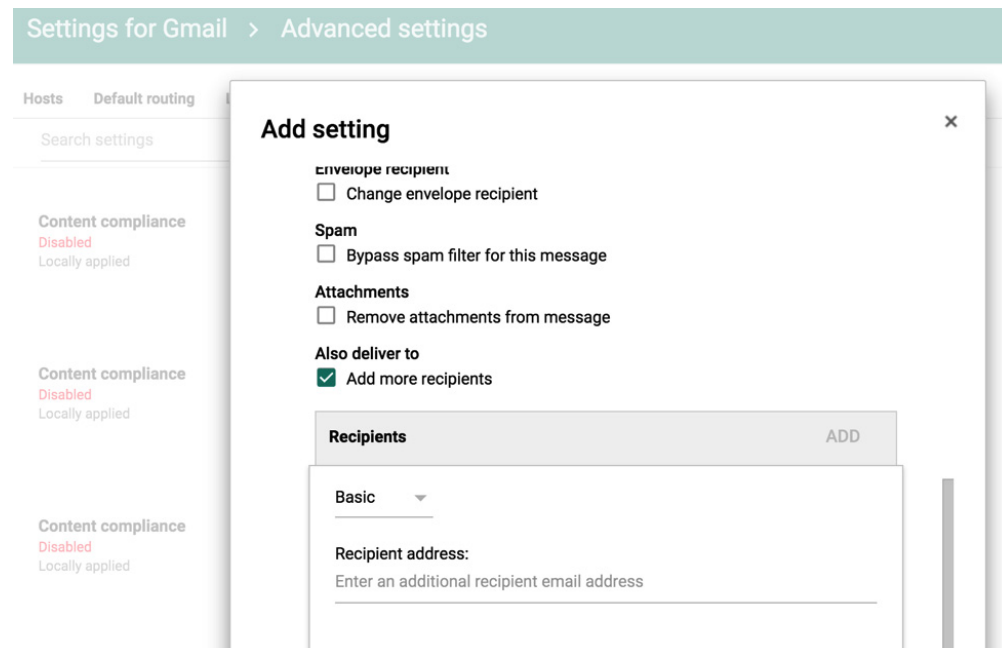 Settings for Gmail > Advanced settings
Hosts Default routing
Search settings
Content compliance
Disabled
Locally applied
Content compliance
Disabled
Locally applied
Content compliance
Disabled
Locally applied
Add setting
×
Envelope recipient
Change envelope recipient
Spam
Bypass spam filter for this message
Attachments
Remove attachments from message
Also deliver to
Add more recipients
Recipients ADD
Basic
Recipient address:
Enter an additional recipient email address